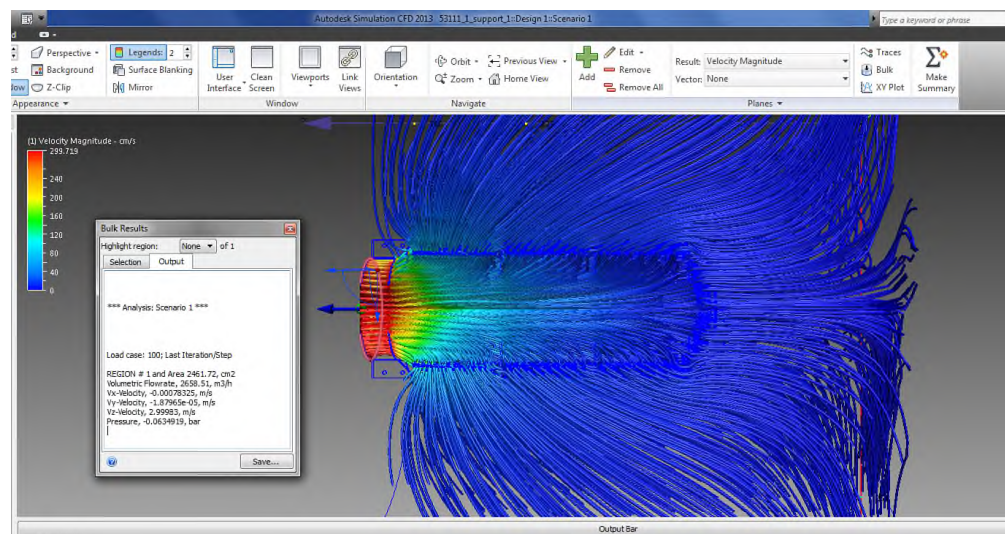 Autodesk Simulation CFD 2013 53111_1_support_1::Design 1::Scenario 1
Type a keyword or phrase
Perspective
Legends: 2
Background
Surface Blanking
Z-Clip
Mirror
User Interface
Clean Screen
Viewports
Link Views
Orientation
Orbit
Previous View
Zoom
Home View
Add
Edit
Remove
Remove All
Result: Velocity Magnitude
Vector: None
Traces
Bulk
XY Plot
Make Summary
Appearance
Window
Navigate
Planes
(1) Velocity Magnitude - cm/s
299.719
240
200
160
120
80
40
0
Bulk Results
Highlight region: None of 1
Selection Output
*** Analysis: Scenario 1 ***
Load case: 100; Last Iteration/Step
REGION # 1 and Area 2461.72, cm2
Volumetric Flowrate, 2658.51, m3/h
Vx-Velocity, -0.00078325, m/s
Vy-Velocity, -1.87965e-05, m/s
Vz-Velocity, 2.99983, m/s
Pressure, -0.0634919, bar
Save...
Output Bar